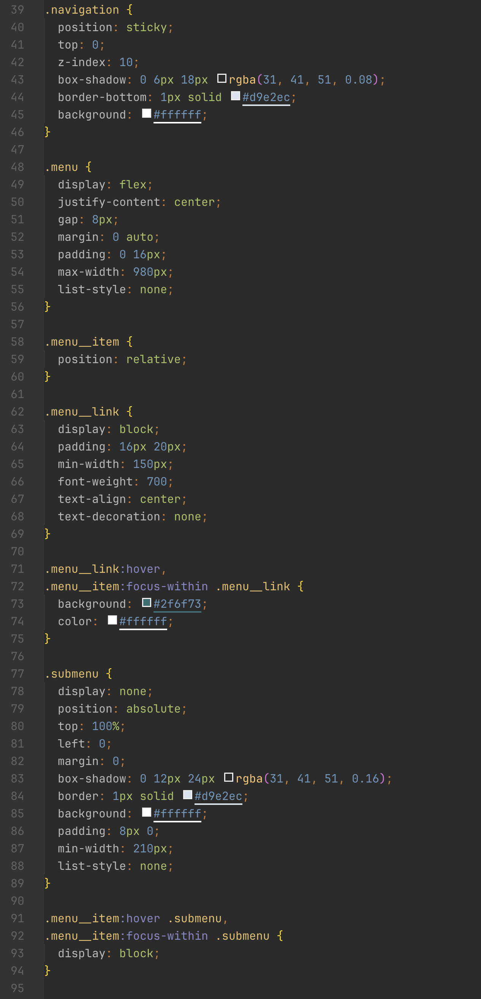 39 .navigation {
40   position: sticky;
41   top: 0;
42   z-index: 10;
43   box-shadow: 0 6px 18px rgba(31, 41, 51, 0.08);
44   border-bottom: 1px solid #d9e2ec;
45   background: #ffffff;
46 }
47
48 .menu {
49   display: flex;
50   justify-content: center;
51   gap: 8px;
52   margin: 0 auto;
53   padding: 0 16px;
54   max-width: 980px;
55   list-style: none;
56 }
57
58 .menu__item {
59   position: relative;
60 }
61
62 .menu__link {
63   display: block;
64   padding: 16px 20px;
65   min-width: 150px;
66   font-weight: 700;
67   text-align: center;
68   text-decoration: none;
69 }
70
71 .menu__link:hover,
72 .menu__item:focus-within .menu__link {
73   background: #2f6f73;
74   color: #ffffff;
75 }
76
77 .submenu {
78   display: none;
79   position: absolute;
80   top: 100%;
81   left: 0;
82   margin: 0;
83   box-shadow: 0 12px 24px rgba(31, 41, 51, 0.16);
84   border: 1px solid #d9e2ec;
85   background: #ffffff;
86   padding: 8px 0;
87   min-width: 210px;
88   list-style: none;
89 }
90
91 .menu__item:hover .submenu,
92 .menu__item:focus-within .submenu {
93   display: block;
94 }
95